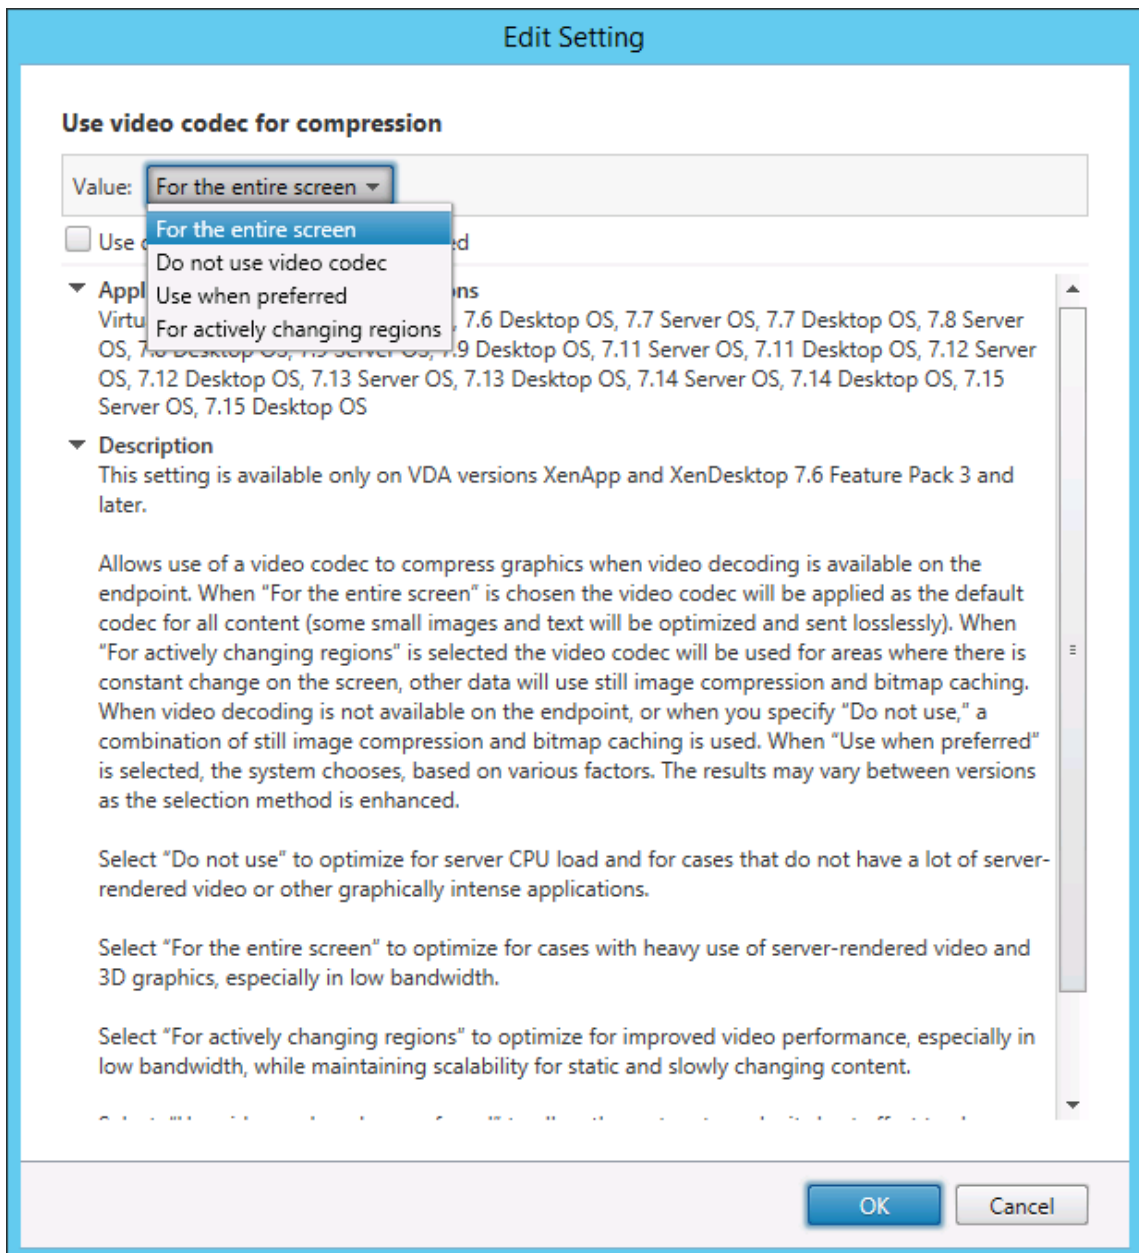 Edit Setting
Use video codec for compression
Value: For the entire screen
For the entire screen
Do not use video codec
Use when preferred
For actively changing regions
Use
Appl ns
Virtu , 7.6 Desktop OS, 7.7 Server OS, 7.7 Desktop OS, 7.8 Server
OS, 7.8 Desktop OS, 7.9 Server OS, 7.9 Desktop OS, 7.11 Server OS, 7.11 Desktop OS, 7.12 Server
OS, 7.12 Desktop OS, 7.13 Server OS, 7.13 Desktop OS, 7.14 Server OS, 7.14 Desktop OS, 7.15
Server OS, 7.15 Desktop OS
Description
This setting is available only on VDA versions XenApp and XenDesktop 7.6 Feature Pack 3 and
later.
Allows use of a video codec to compress graphics when video decoding is available on the
endpoint. When “For the entire screen” is chosen the video codec will be applied as the default
codec for all content (some small images and text will be optimized and sent losslessly). When
“For actively changing regions” is selected the video codec will be used for areas where there is
constant change on the screen, other data will use still image compression and bitmap caching.
When video decoding is not available on the endpoint, or when you specify “Do not use,” a
combination of still image compression and bitmap caching is used. When “Use when preferred”
is selected, the system chooses, based on various factors. The results may vary between versions
as the selection method is enhanced.
Select “Do not use” to optimize for server CPU load and for cases that do not have a lot of server-
rendered video or other graphically intense applications.
Select “For the entire screen” to optimize for cases with heavy use of server-rendered video and
3D graphics, especially in low bandwidth.
Select “For actively changing regions” to optimize for improved video performance, especially in
low bandwidth, while maintaining scalability for static and slowly changing content.
OK
Cancel